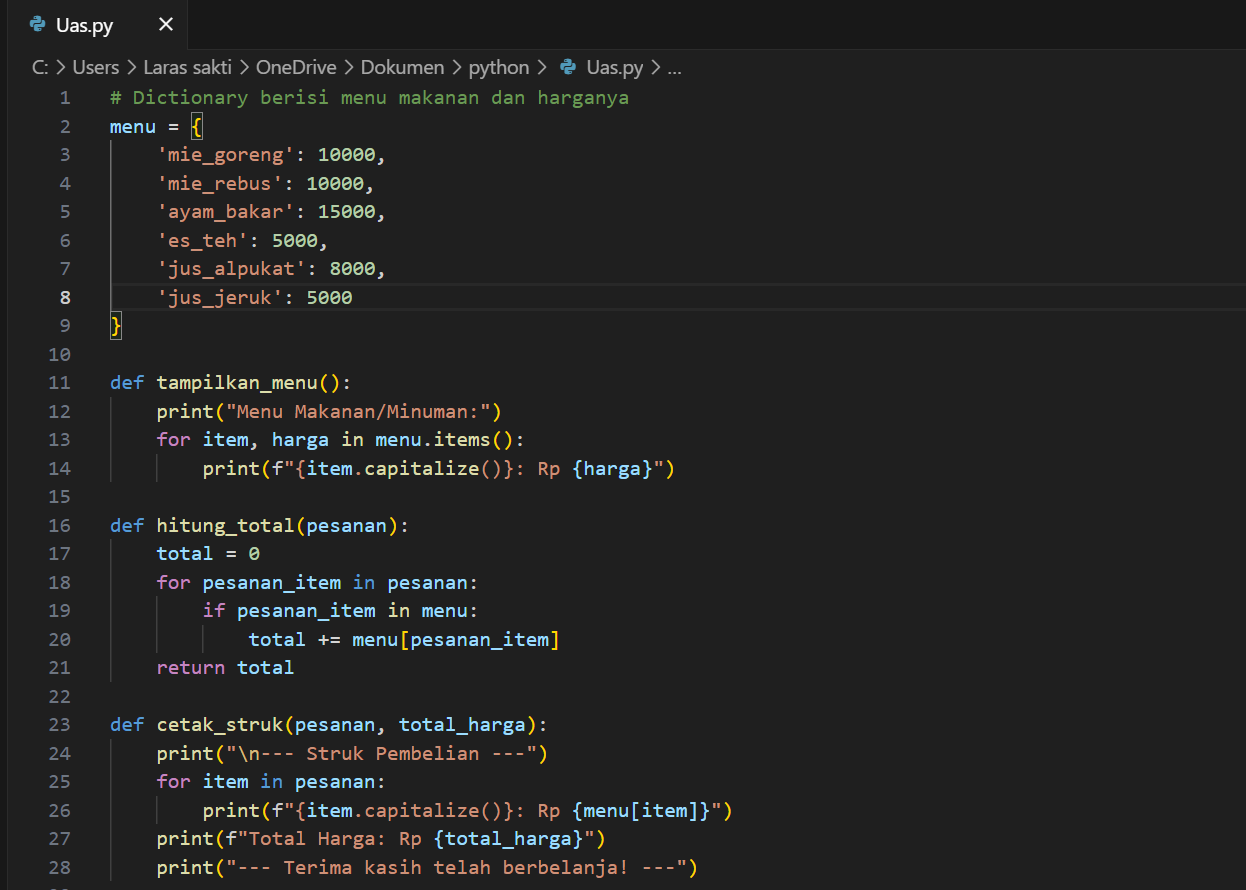 Uas.py ×
C: > Users > Laras sakti > OneDrive > Dokumen > python > Uas.py > ...
1 # Dictionary berisi menu makanan dan harganya
2 menu = {
3     'mie_goreng': 10000,
4     'mie_rebus': 10000,
5     'ayam_bakar': 15000,
6     'es_teh': 5000,
7     'jus_alpukat': 8000,
8     'jus_jeruk': 5000
9 }
10
11 def tampilkan_menu():
12     print("Menu Makanan/Minuman:")
13     for item, harga in menu.items():
14         print(f"{item.capitalize()}: Rp {harga}")
15
16 def hitung_total(pesanan):
17     total = 0
18     for pesanan_item in pesanan:
19         if pesanan_item in menu:
20             total += menu[pesanan_item]
21     return total
22
23 def cetak_struk(pesanan, total_harga):
24     print("\n--- Struk Pembelian ---")
25     for item in pesanan:
26         print(f"{item.capitalize()}: Rp {menu[item]}")
27     print(f"Total Harga: Rp {total_harga}")
28     print("--- Terima kasih telah berbelanja! ---")